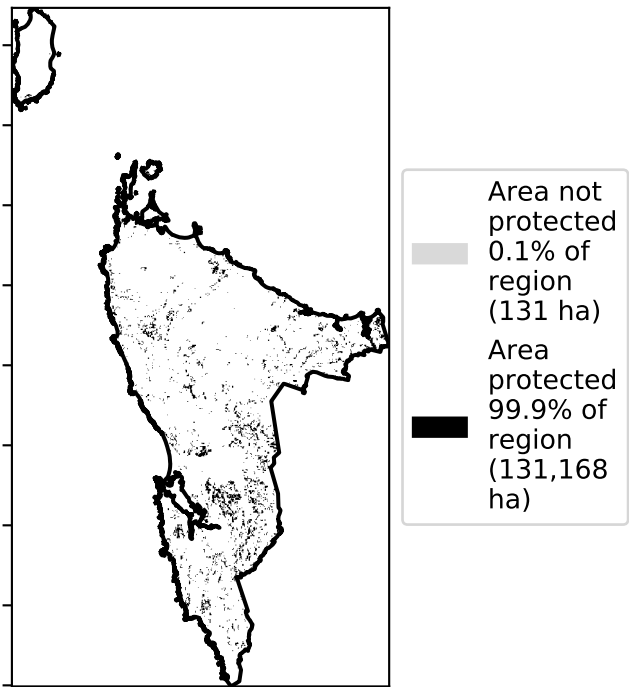 Area not
protected
0.1% of
region
(131 ha)
Area
protected
99.9% of
region
(131,168
ha)